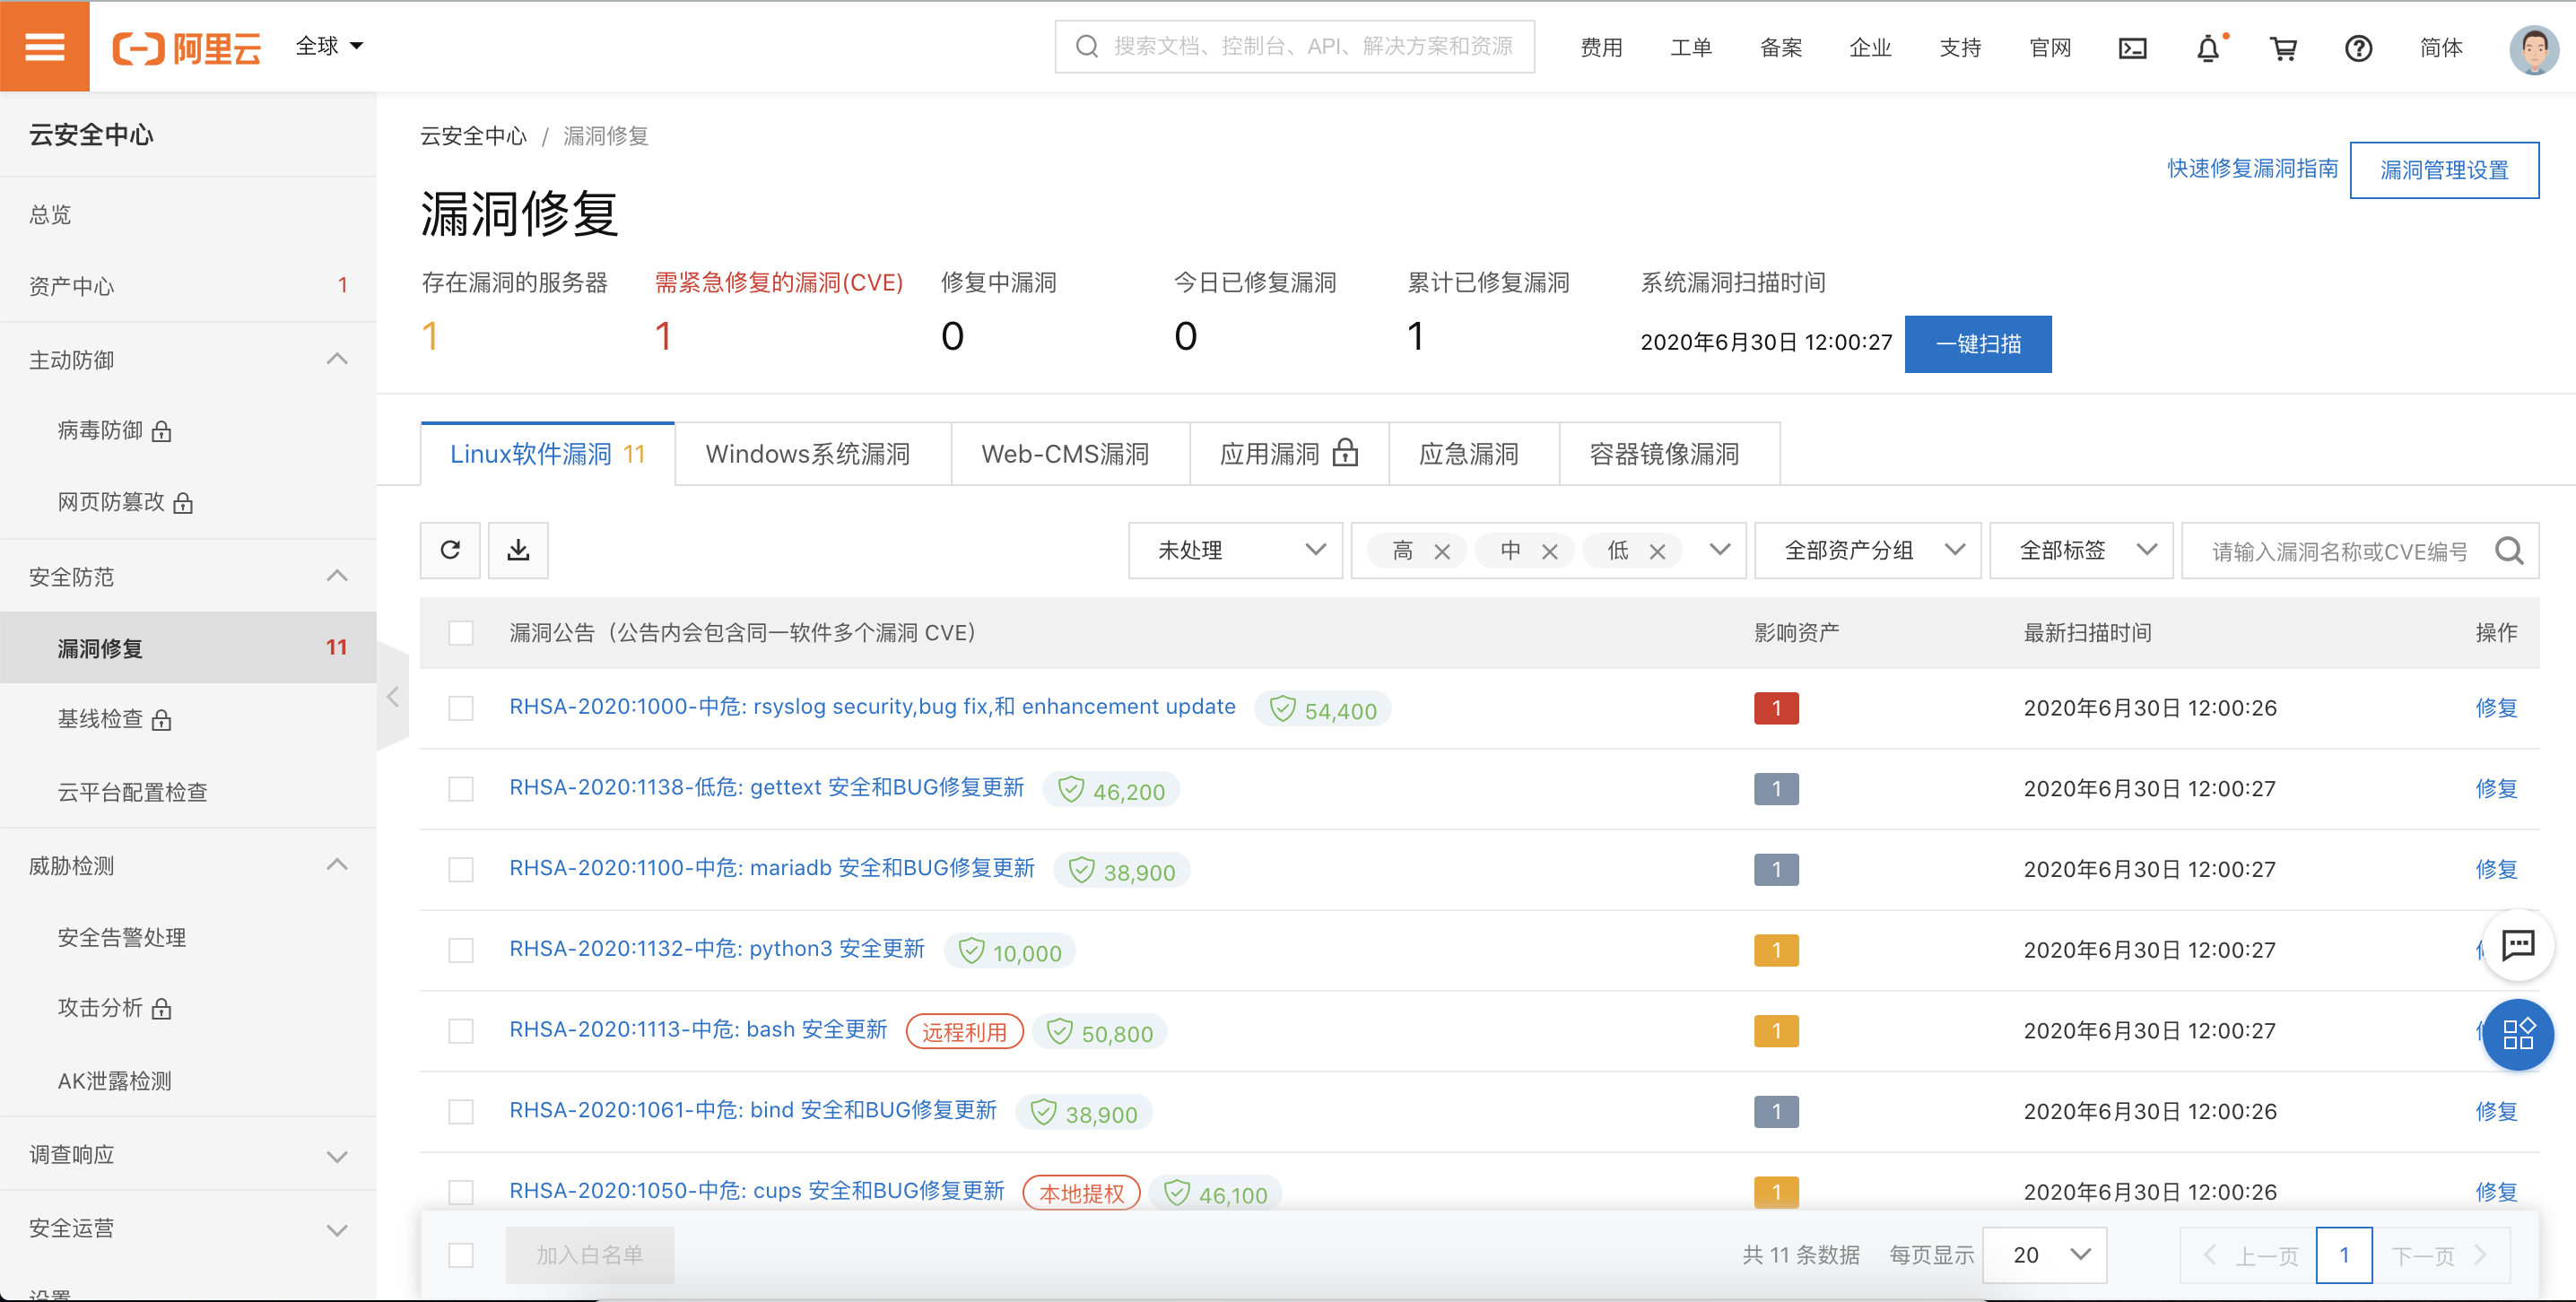 阿里云 全球 搜索文档、控制台、API、解决方案和资源 费用 工单 备案 企业 支持 官网 简体
云安全中心
总览
资产中心 1
主动防御
病毒防御
网页防篡改
安全防范
漏洞修复 11
基线检查
云平台配置检查
威胁检测
安全告警处理
攻击分析
AK泄露检测
调查响应
安全运营
设置
云安全中心 / 漏洞修复
快速修复漏洞指南 漏洞管理设置
漏洞修复
存在漏洞的服务器 需紧急修复的漏洞(CVE) 修复中漏洞 今日已修复漏洞 累计已修复漏洞 系统漏洞扫描时间
1 1 0 0 1 2020年6月30日 12:00:27 一键扫描
Linux软件漏洞 11 Windows系统漏洞 Web-CMS漏洞 应用漏洞 应急漏洞 容器镜像漏洞
未处理 高 中 低 全部资产分组 全部标签 请输入漏洞名称或CVE编号
漏洞公告（公告内会包含同一软件多个漏洞 CVE） 影响资产 最新扫描时间 操作
RHSA-2020:1000-中危: rsyslog security,bug fix,和 enhancement update 54,400 1 2020年6月30日 12:00:26 修复
RHSA-2020:1138-低危: gettext 安全和BUG修复更新 46,200 1 2020年6月30日 12:00:27 修复
RHSA-2020:1100-中危: mariadb 安全和BUG修复更新 38,900 1 2020年6月30日 12:00:27 修复
RHSA-2020:1132-中危: python3 安全更新 10,000 1 2020年6月30日 12:00:27
RHSA-2020:1113-中危: bash 安全更新 远程利用 50,800 1 2020年6月30日 12:00:27
RHSA-2020:1061-中危: bind 安全和BUG修复更新 38,900 1 2020年6月30日 12:00:26 修复
RHSA-2020:1050-中危: cups 安全和BUG修复更新 本地提权 46,100 1 2020年6月30日 12:00:26 修复
加入白名单 共 11 条数据 每页显示 20 上一页 1 下一页